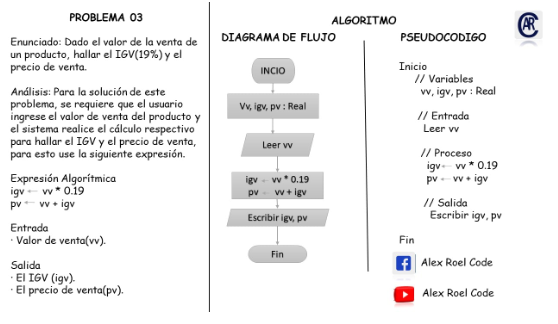 PROBLEMA 03
Enunciado: Dado el valor de la venta de
un producto, hallar el IGV(19%) y el
precio de venta.
Análisis: Para la solución de este
problema, se requiere que el usuario
ingrese el valor de venta del producto y
el sistema realice el cálculo respectivo
para hallar el IGV y el precio de venta,
para esto use la siguiente expresión.
Expresión Algorítmica
igv ← vv * 0.19
pv ← vv + igv
Entrada
· Valor de venta(vv).
Salida
· El IGV (igv).
· El precio de venta(pv).
ALGORITMO
DIAGRAMA DE FLUJO
INCIO
Vv, igv, pv : Real
Leer vv
igv ← vv * 0.19
pv ← vv + igv
Escribir igv, pv
Fin
PSEUDOCODIGO
Inicio
// Variables
vv, igv, pv : Real
// Entrada
Leer vv
// Proceso
igv ← vv * 0.19
pv ← vv + igv
// Salida
Escribir igv, pv
Fin
Alex Roel Code
Alex Roel Code
AR